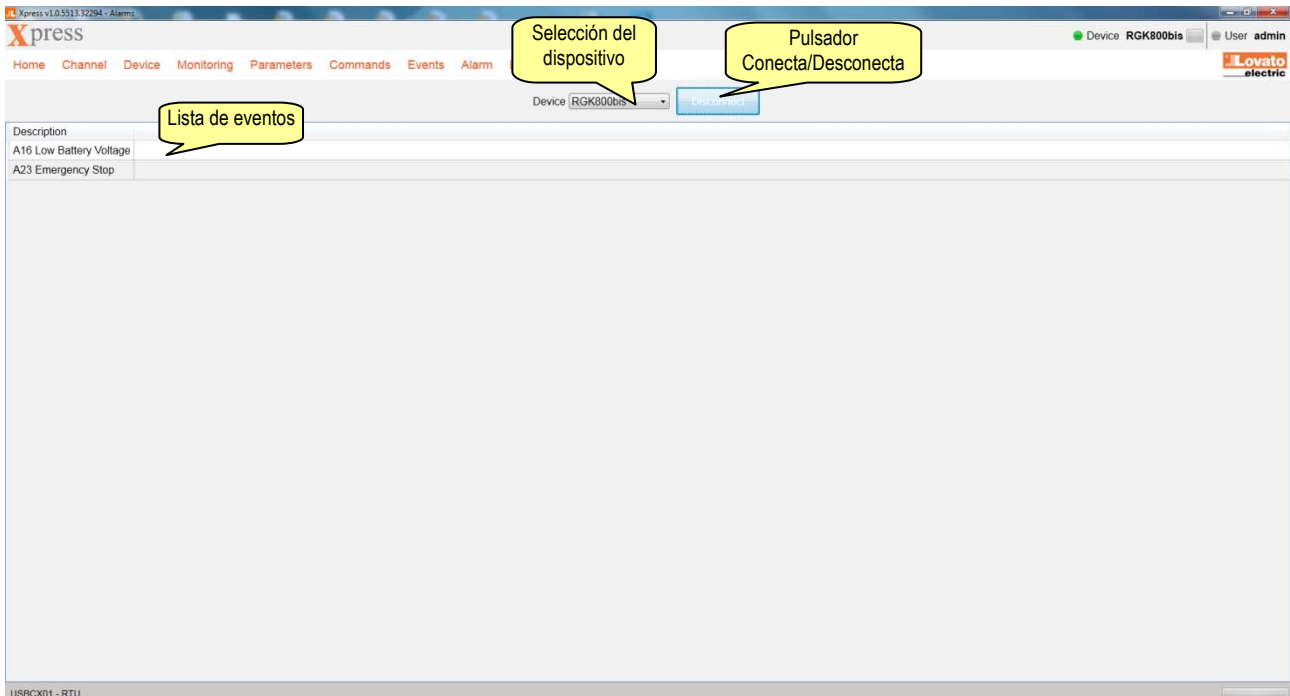 Xpress v1.0.5513.32294 - Alarms
Xpress
Device RGK800bis
User admin
Home Channel Device Monitoring Parameters Commands Events Alarm
Lovato
electric
Selección del
dispositivo
Pulsador
Conecta/Desconecta
Device RGK800bis
Disconnect
Lista de eventos
Description
A16 Low Battery Voltage
A23 Emergency Stop
USBCX01 - RTU